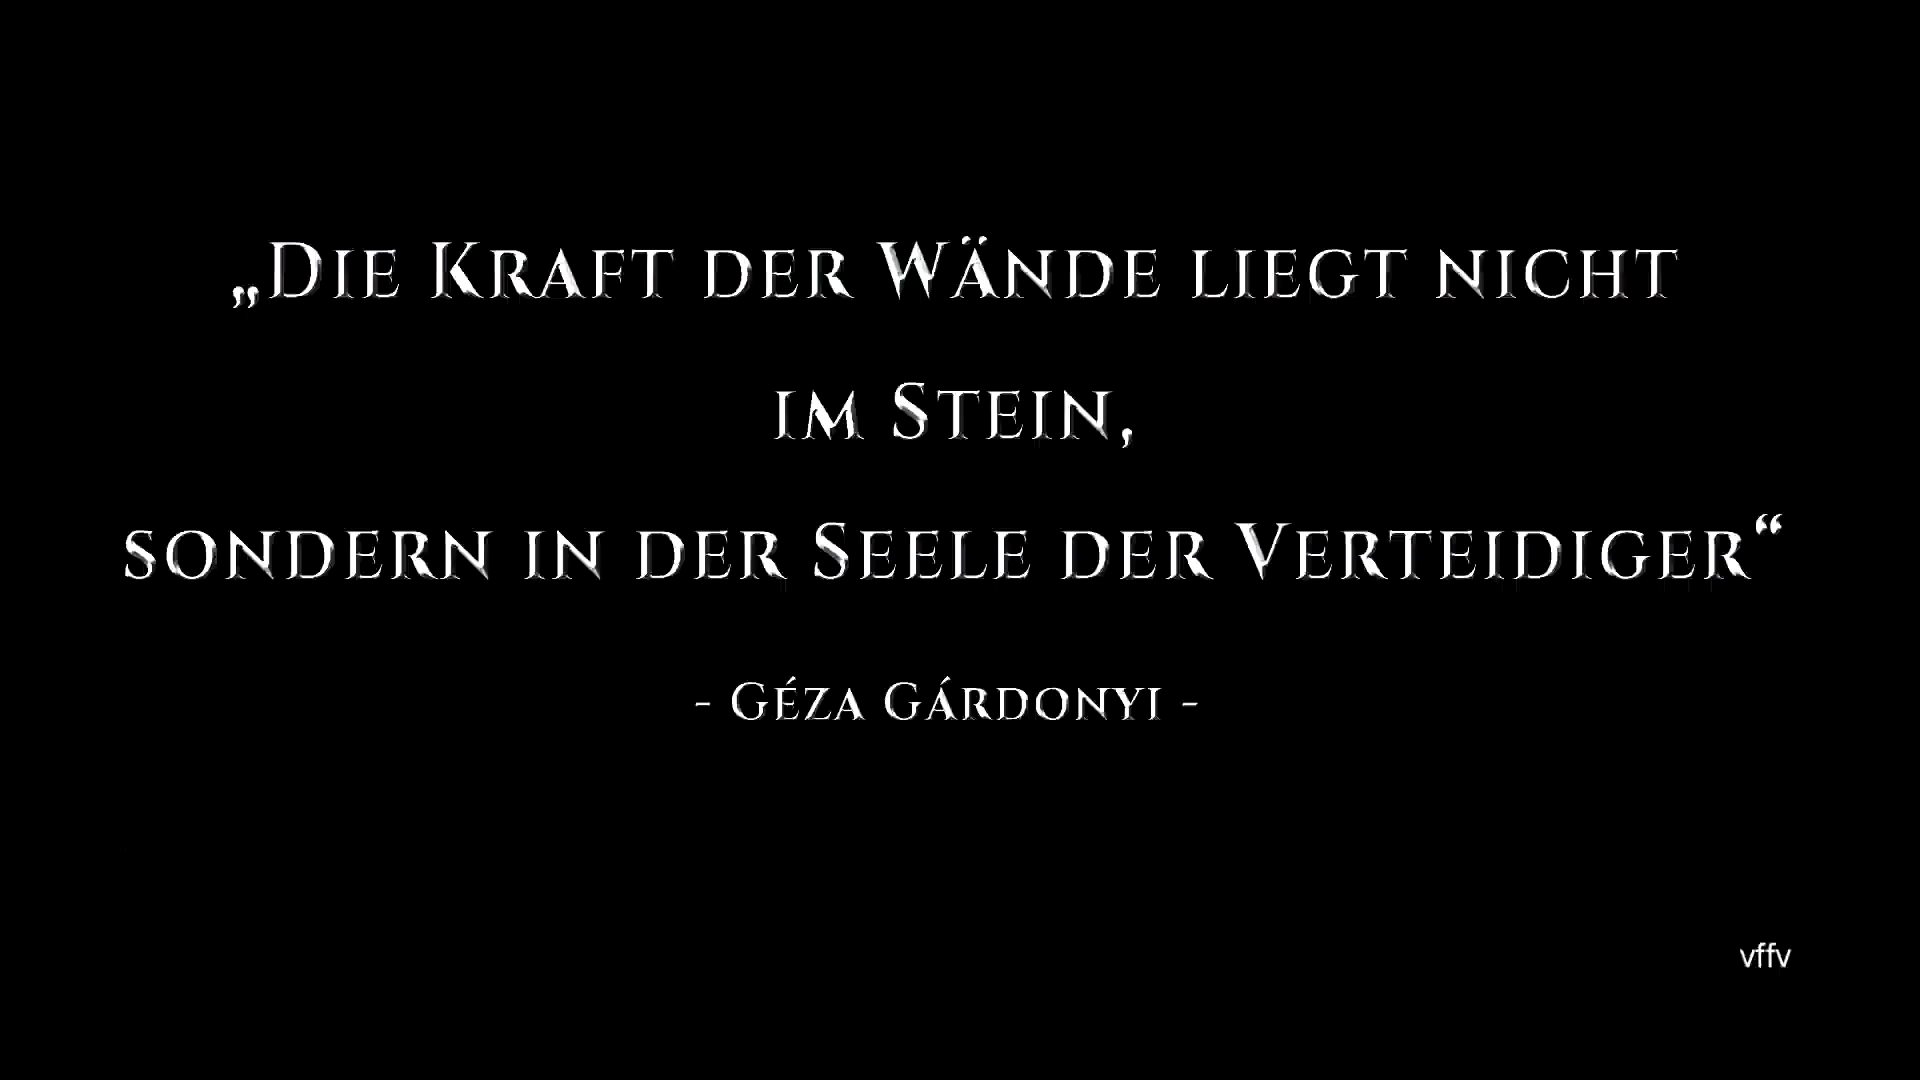 „Die Kraft der Wände liegt nicht
im Stein,
sondern in der Seele der Verteidiger“
- Géza Gárdonyi -
vffv